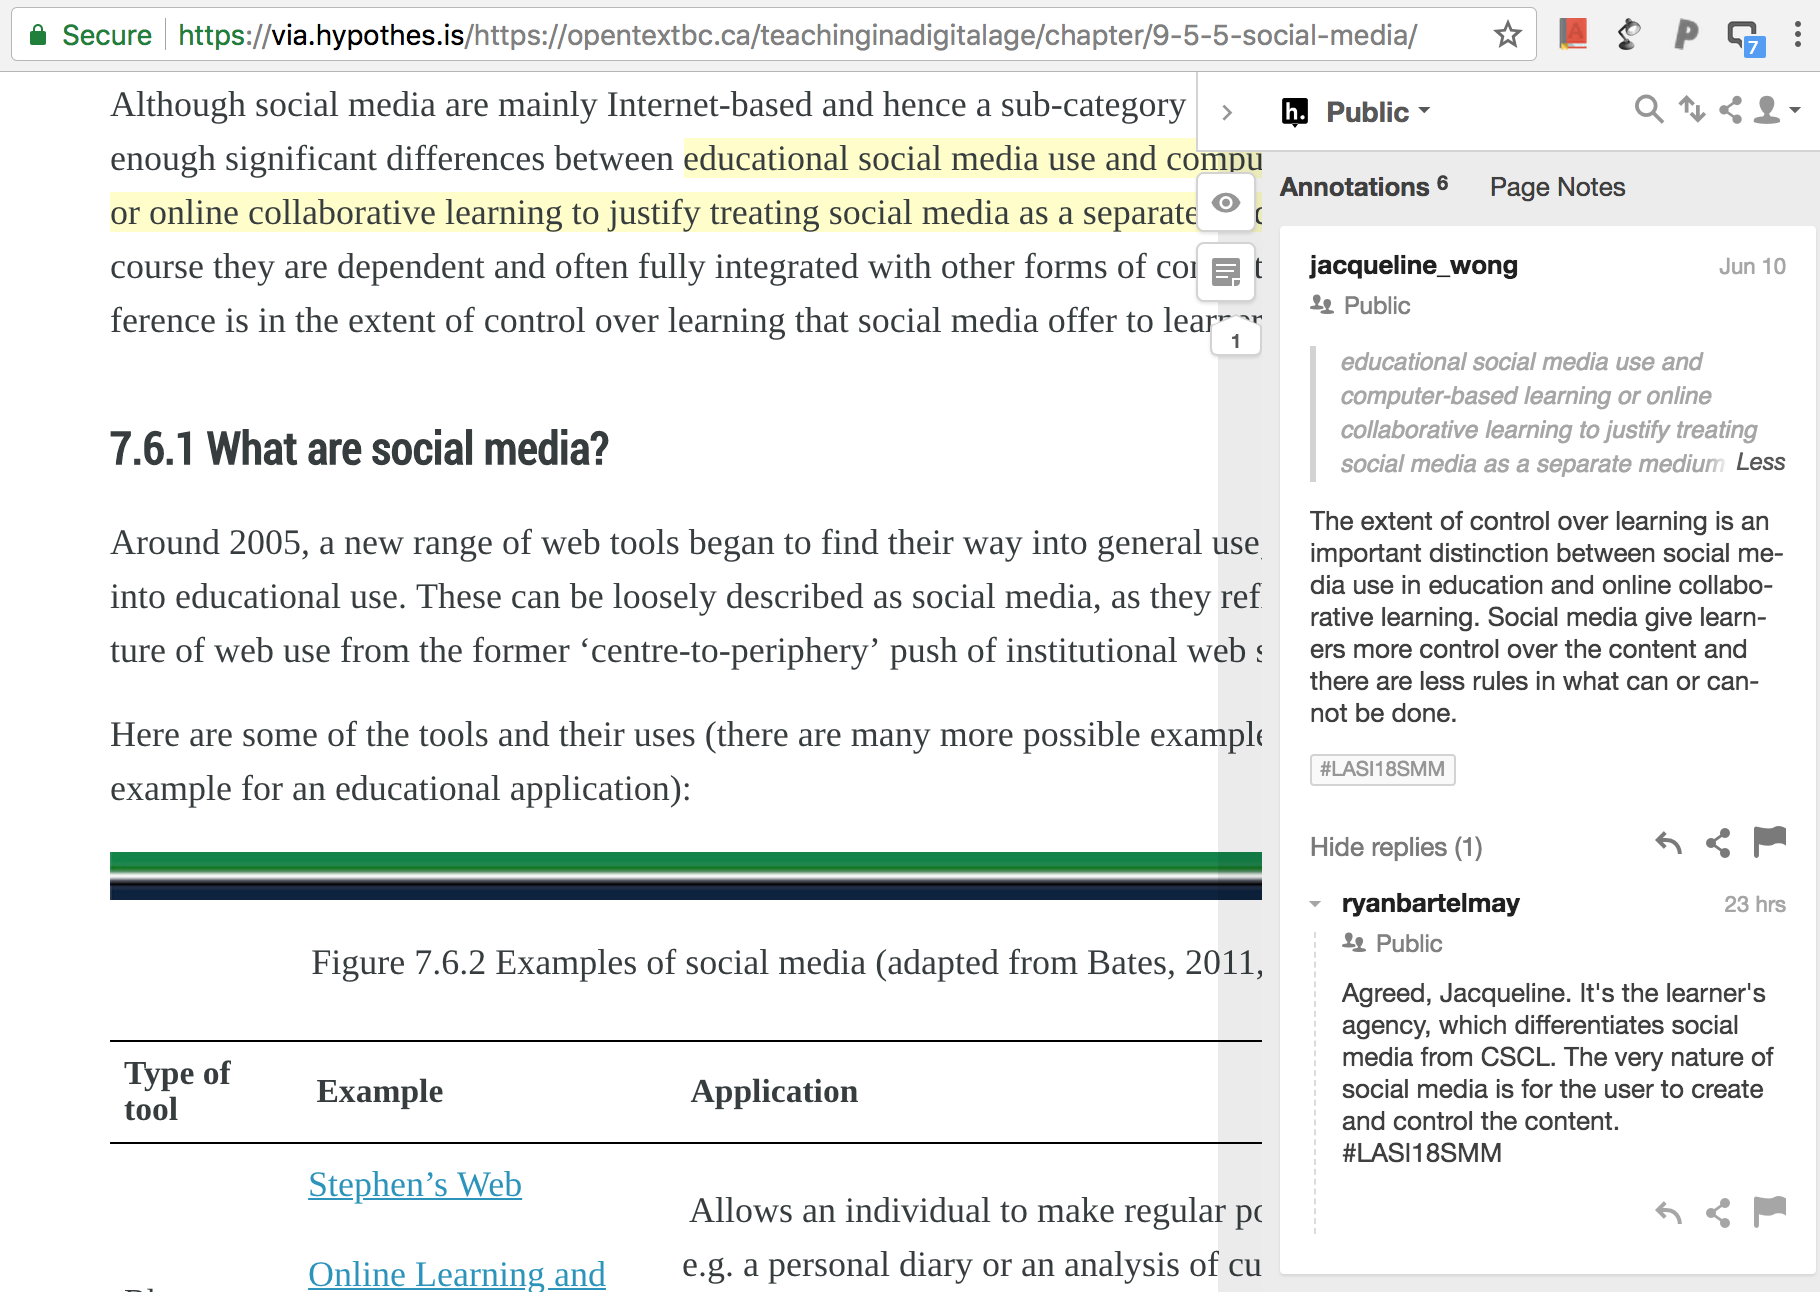 Secure https://via.hypothes.is/https://opentextbc.ca/teachinginadigitalage/chapter/9-5-5-social-media/
7
Although social media are mainly Internet-based and hence a sub-category
enough significant differences between educational social media use and compu
or online collaborative learning to justify treating social media as a separate
course they are dependent and often fully integrated with other forms of
ference is in the extent of control over learning that social media offer to learner
7.6.1 What are social media?
Around 2005, a new range of web tools began to find their way into general use,
into educational use. These can be loosely described as social media, as they
ture of web use from the former ‘centre-to-periphery’ push of institutional web s
Here are some of the tools and their uses (there are many more possible example
example for an educational application):
Figure 7.6.2 Examples of social media (adapted from Bates, 2011,
Type of
tool
Example
Application
Stephen’s Web
Online Learning and
Allows an individual to make regular po
e.g. a personal diary or an analysis of cu
1
h. Public
Annotations 6 Page Notes
jacqueline_wong Jun 10
Public
educational social media use and
computer-based learning or online
collaborative learning to justify treating
social media as a separate medium Less
The extent of control over learning is an
important distinction between social me-
dia use in education and online collabo-
rative learning. Social media give learn-
ers more control over the content and
there are less rules in what can or can-
not be done.
#LASI18SMM
Hide replies (1)
ryanbartelmay 23 hrs
Public
Agreed, Jacqueline. It's the learner's
agency, which differentiates social
media from CSCL. The very nature of
social media is for the user to create
and control the content.
#LASI18SMM